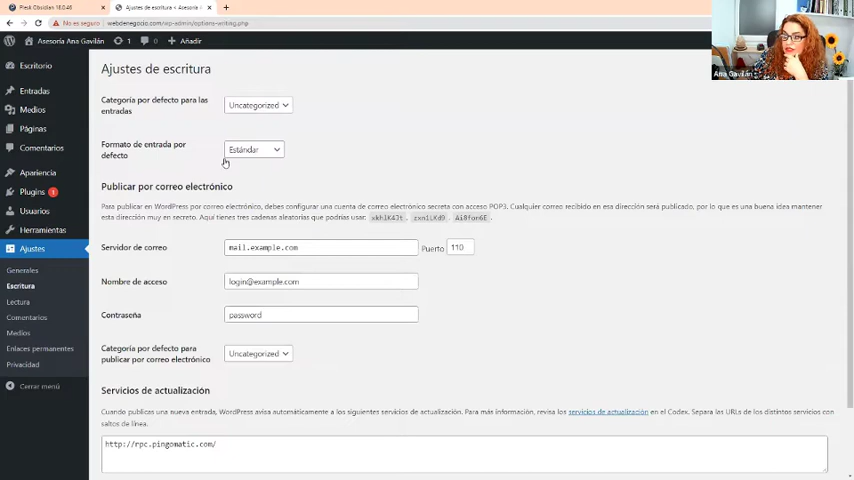 Plesk Obsidian 18.0.46
Ajustes de escritura < Asesoría Ana G
No es seguro webdenegocio.com/wp-admin/options-writing.php
Asesoría Ana Gavilán 1 0 Añadir
Ana Gavilán
Escritorio
Entradas
Medios
Páginas
Comentarios
Apariencia
Plugins 1
Usuarios
Herramientas
Ajustes
Generales
Escritura
Lectura
Comentarios
Medios
Enlaces permanentes
Privacidad
Cerrar menú
Ajustes de escritura
Categoría por defecto para las
entradas
Uncategorized
Formato de entrada por
defecto
Estándar
Publicar por correo electrónico
Para publicar en WordPress por correo electrónico, debes configurar una cuenta de correo electrónico secreta con acceso POP3. Cualquier correo recibido en esa dirección será publicado, por lo que es una buena idea mantener
esta dirección muy en secreto. Aquí tienes tres cadenas aleatorias que podrías usar:
Servidor de correo mail.example.com Puerto 110
Nombre de acceso login@example.com
Contraseña password
Categoría por defecto para
publicar por correo electrónico
Uncategorized
Servicios de actualización
Cuando publicas una nueva entrada, WordPress avisa automáticamente a los siguientes servicios de actualización. Para más información, revisa los servicios de actualización en el Codex. Separa las URLs de los distintos servicios con
saltos de línea.
http://rpc.pingomatic.com/